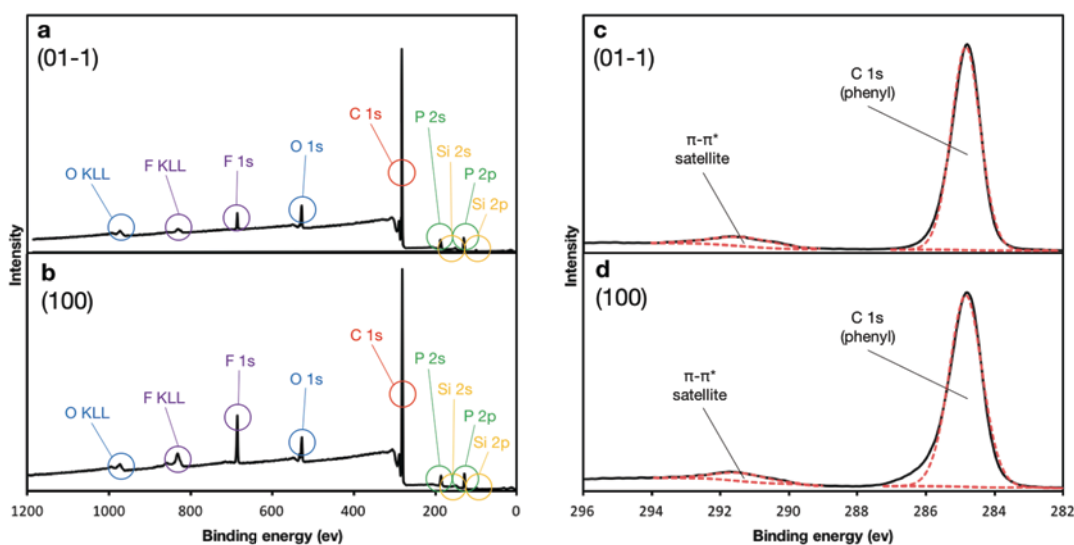 a
(01-1)
O KLL
F KLL
F 1s
O 1s
C 1s
P 2s
Si 2s
P 2p
Si 2p
b
(100)
O KLL
F KLL
F 1s
O 1s
C 1s
P 2s
Si 2s
P 2p
Si 2p
Intensity
1200 1000 800 600 400 200 0
Binding energy (ev)
c
(01-1)
π-π*
satellite
C 1s
(phenyl)
d
(100)
π-π*
satellite
C 1s
(phenyl)
Intensity
296 294 292 290 288 286 284 282
Binding energy (ev)